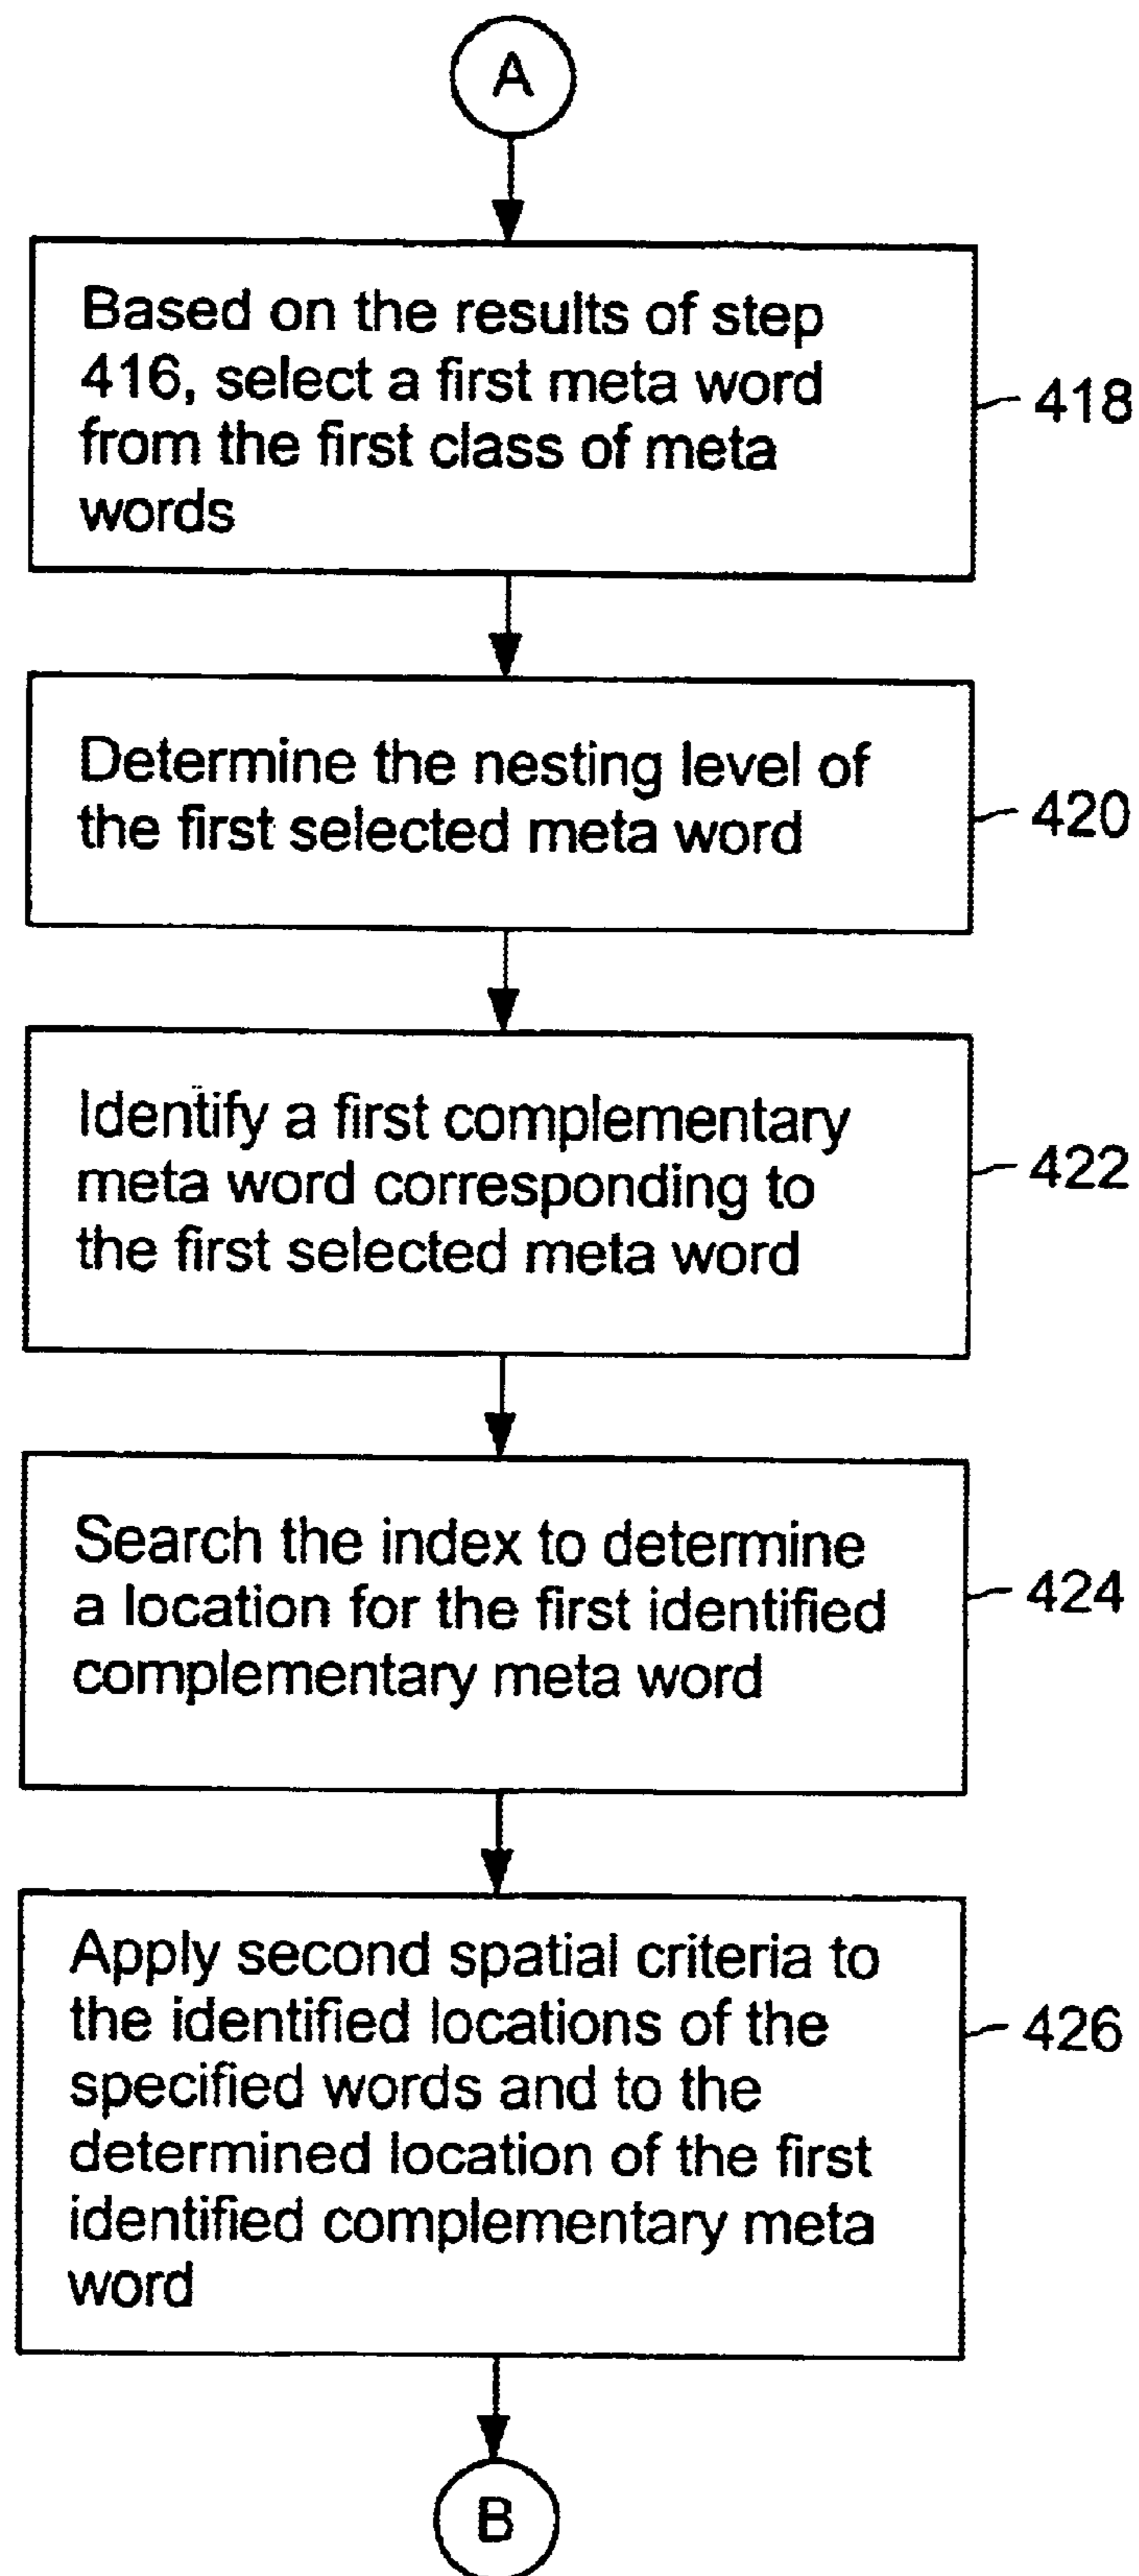 A
Based on the results of step
416, select a first meta word
from the first class of meta
words
418
Determine the nesting level of
the first selected meta word
420
Identify a first complementary
meta word corresponding to
the first selected meta word
422
Search the index to determine
a location for the first identified
complementary meta word
424
Apply second spatial criteria to
the identified locations of the
specified words and to the
determined location of the first
identified complementary meta
word
426
B